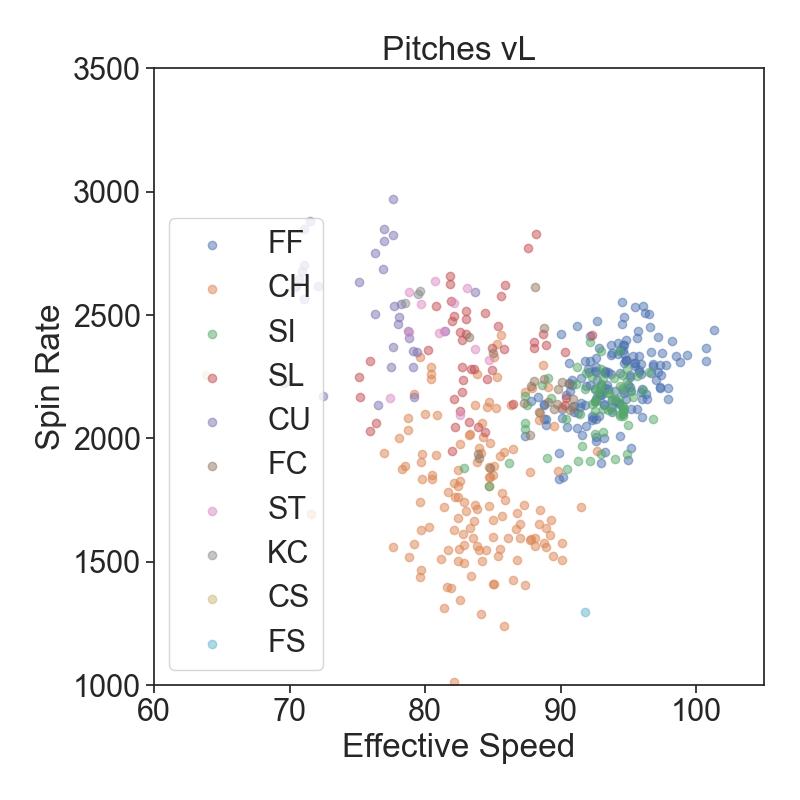 Pitches vL
3500
3000
2500
2000
1500
1000
Spin Rate
FF
CH
SI
SL
CU
FC
ST
KC
CS
FS
60 70 80 90 100
Effective Speed